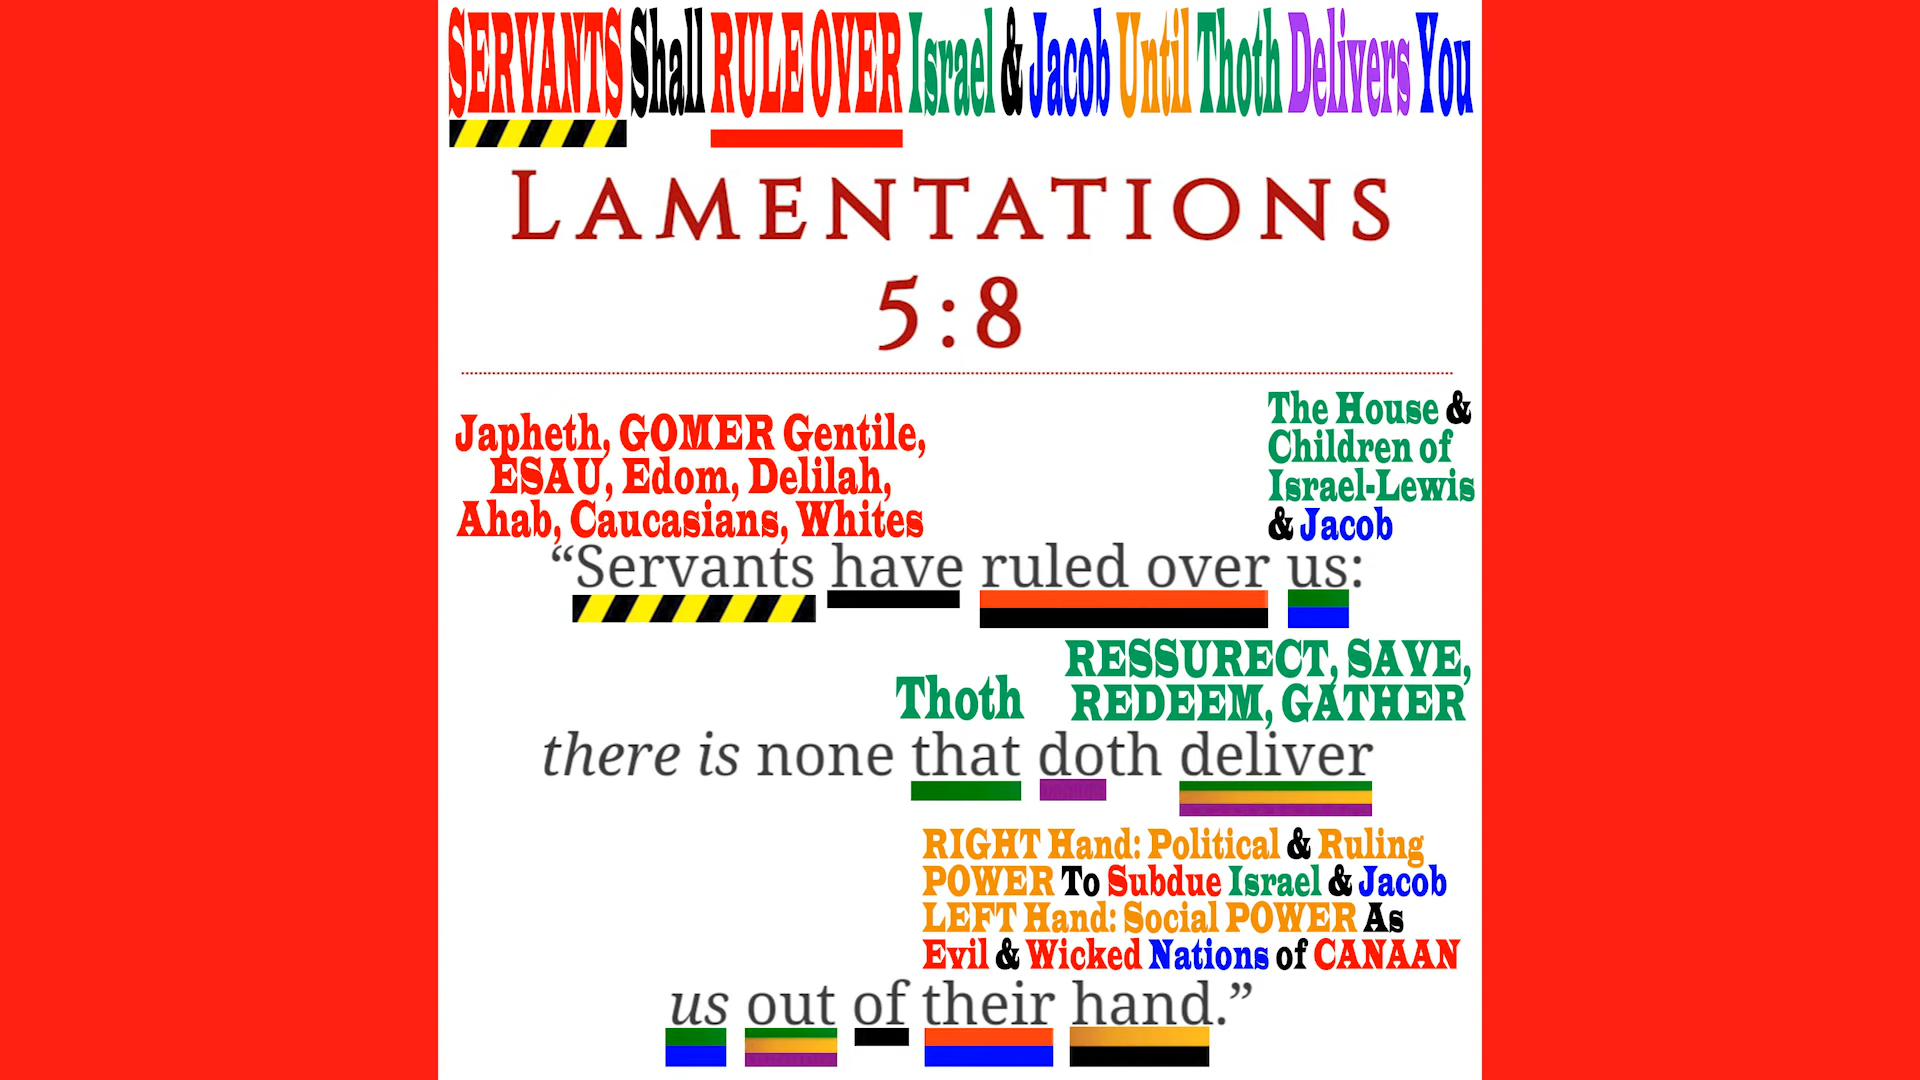 SERVANTS Shall RULE OVER Israel & Jacob Until Thoth Delivers You
LAMENTATIONS
5:8
Japheth, GOMER Gentile,
ESAU, Edom, Delilah,
Ahab, Caucasians, Whites
The House &
Children of
Israel-Lewis
& Jacob
“Servants have ruled over us:
Thoth
RESSURECT, SAVE,
REDEEM, GATHER
there is none that doth deliver
RIGHT Hand: Political & Ruling
POWER To Subdue Israel & Jacob
LEFT Hand: Social POWER As
Evil & Wicked Nations of CANAAN
us out of their hand.”